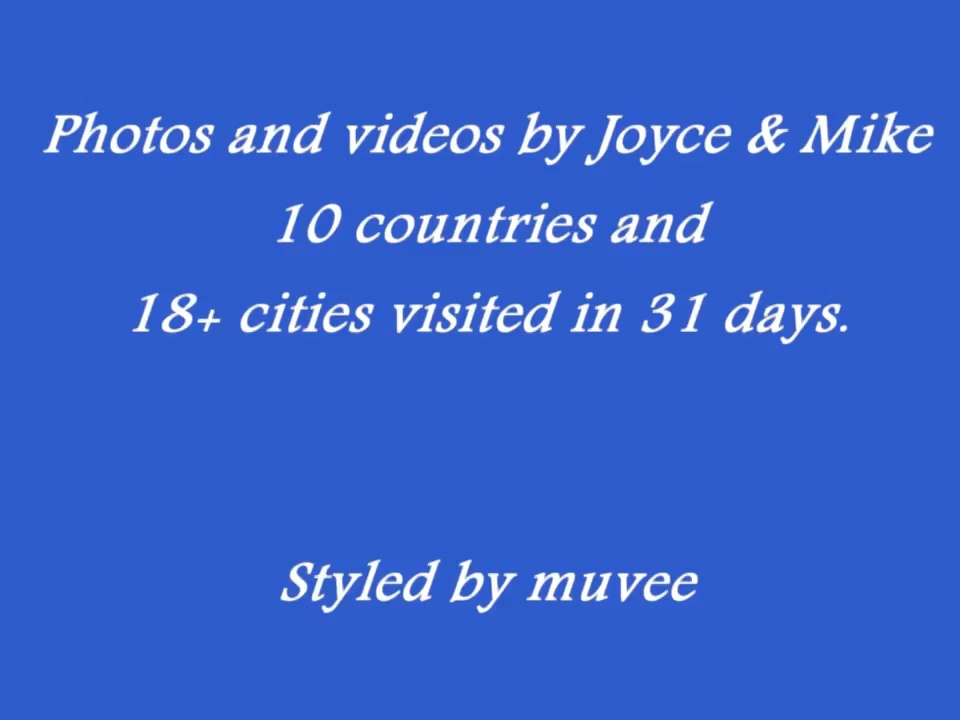 Photos and videos by Joyce & Mike
10 countries and
18+ cities visited in 31 days.
Styled by muvee